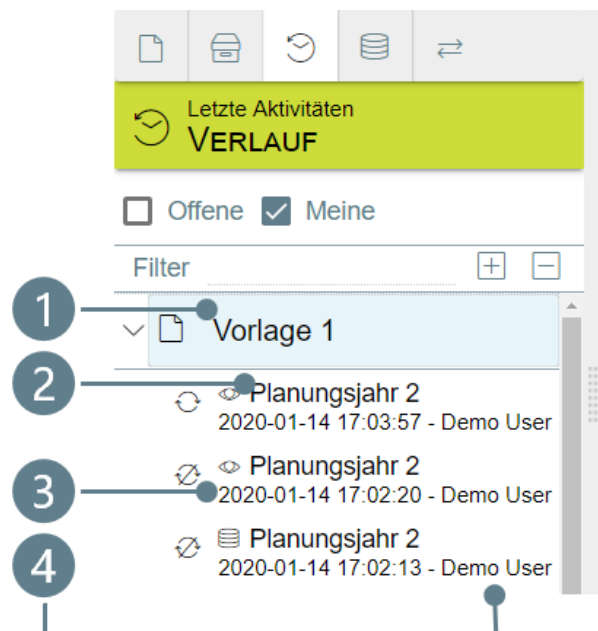 Letzte Aktivitäten
VERLAUF
Offene Meine
Filter
1
Vorlage 1
2
Planungsjahr 2
2020-01-14 17:03:57 - Demo User
Planungsjahr 2
3
2020-01-14 17:02:20 - Demo User
Planungsjahr 2
4
2020-01-14 17:02:13 - Demo User